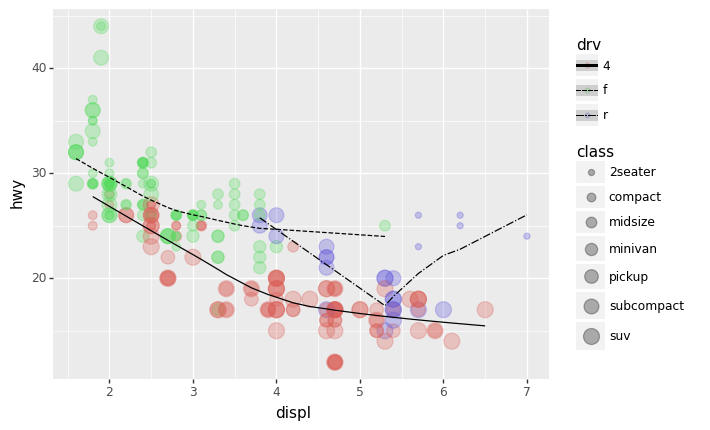 hwy
40
30
20
2
3
4
5
6
7
displ
drv
4
f
r
class
2seater
compact
midsize
minivan
pickup
subcompact
suv